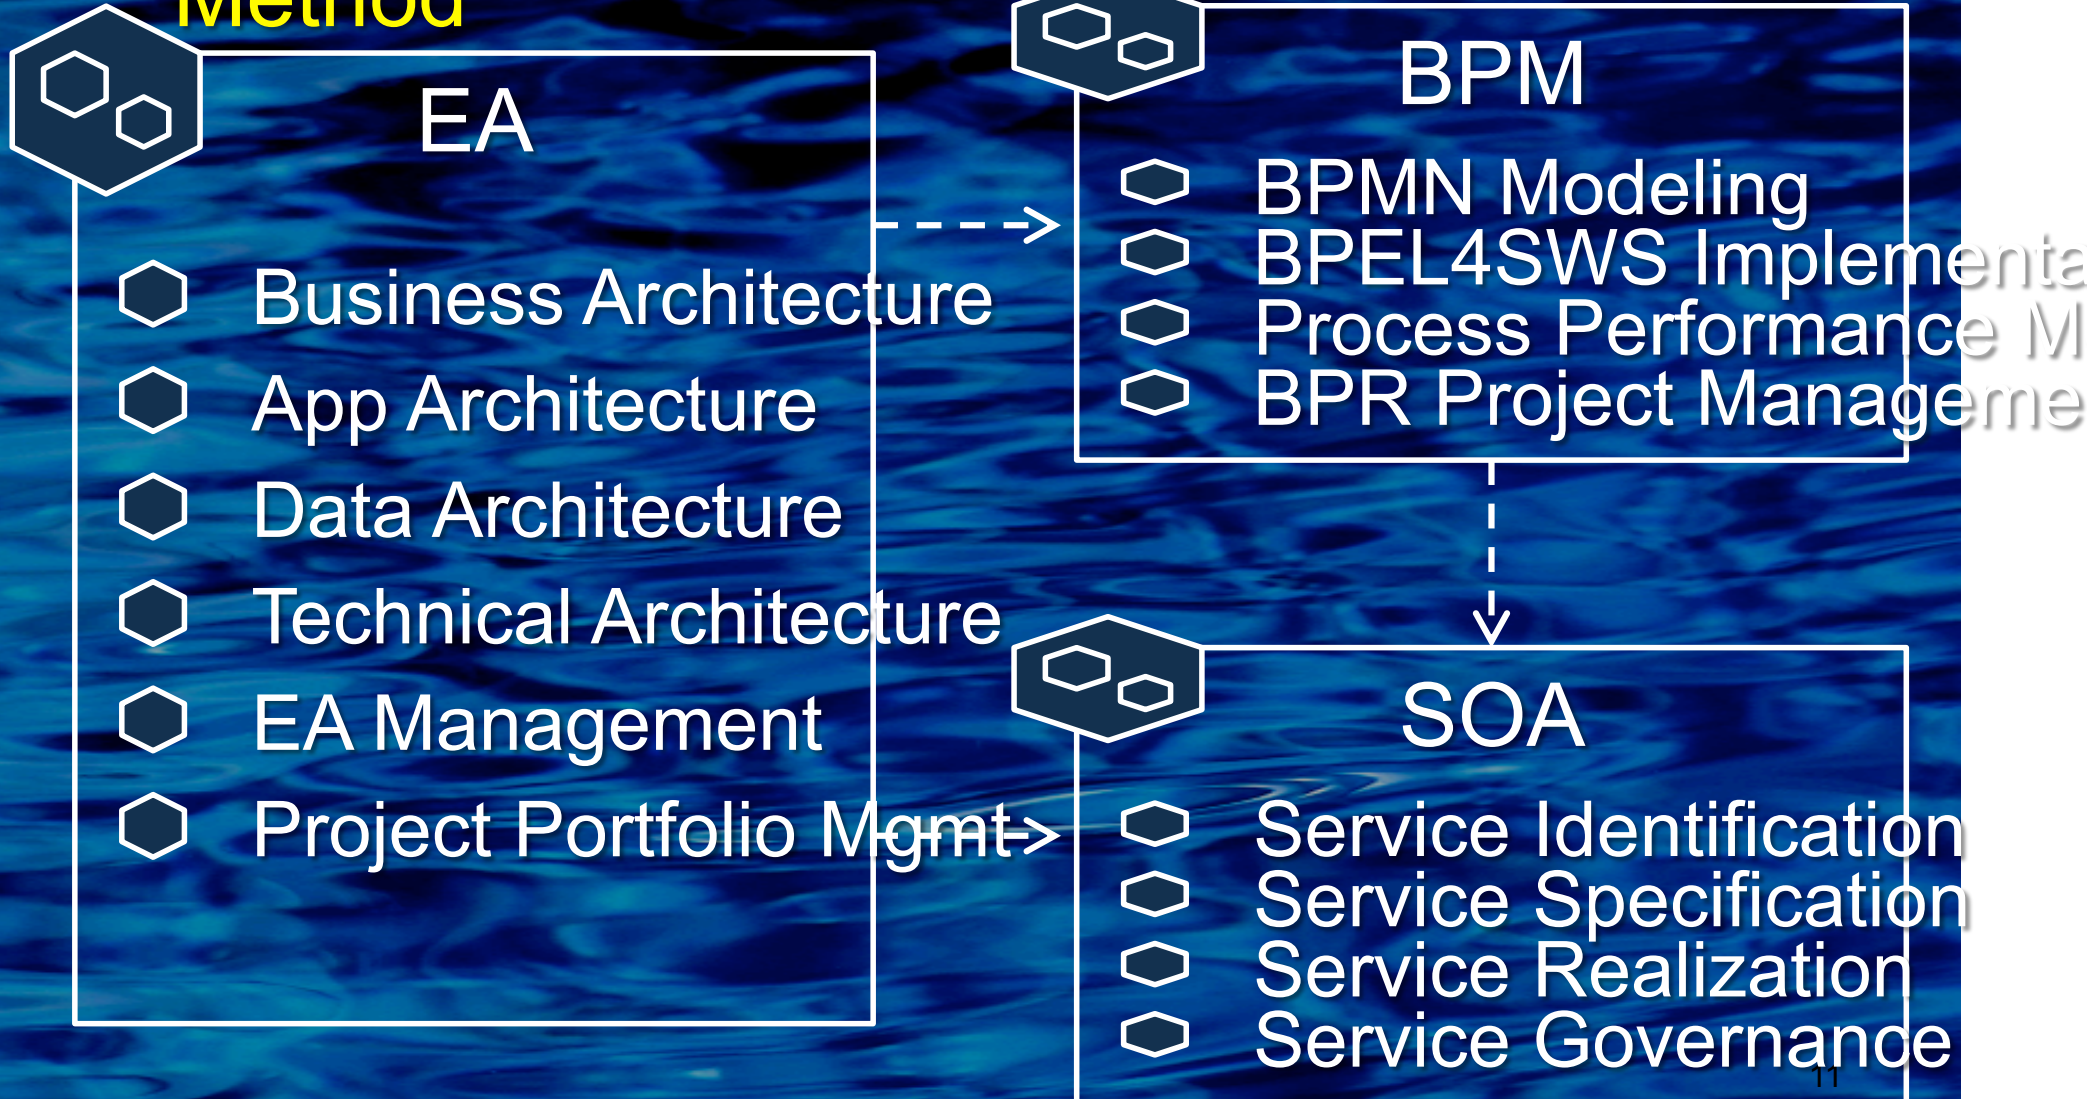 Method
EA
Business Architecture
App Architecture
Data Architecture
Technical Architecture
EA Management
Project Portfolio Mgmt
BPM
BPMN Modeling
BPEL4SWS Implementa
Process Performance M
BPR Project Manageme
SOA
Service Identification
Service Specification
Service Realization
Service Governance
11